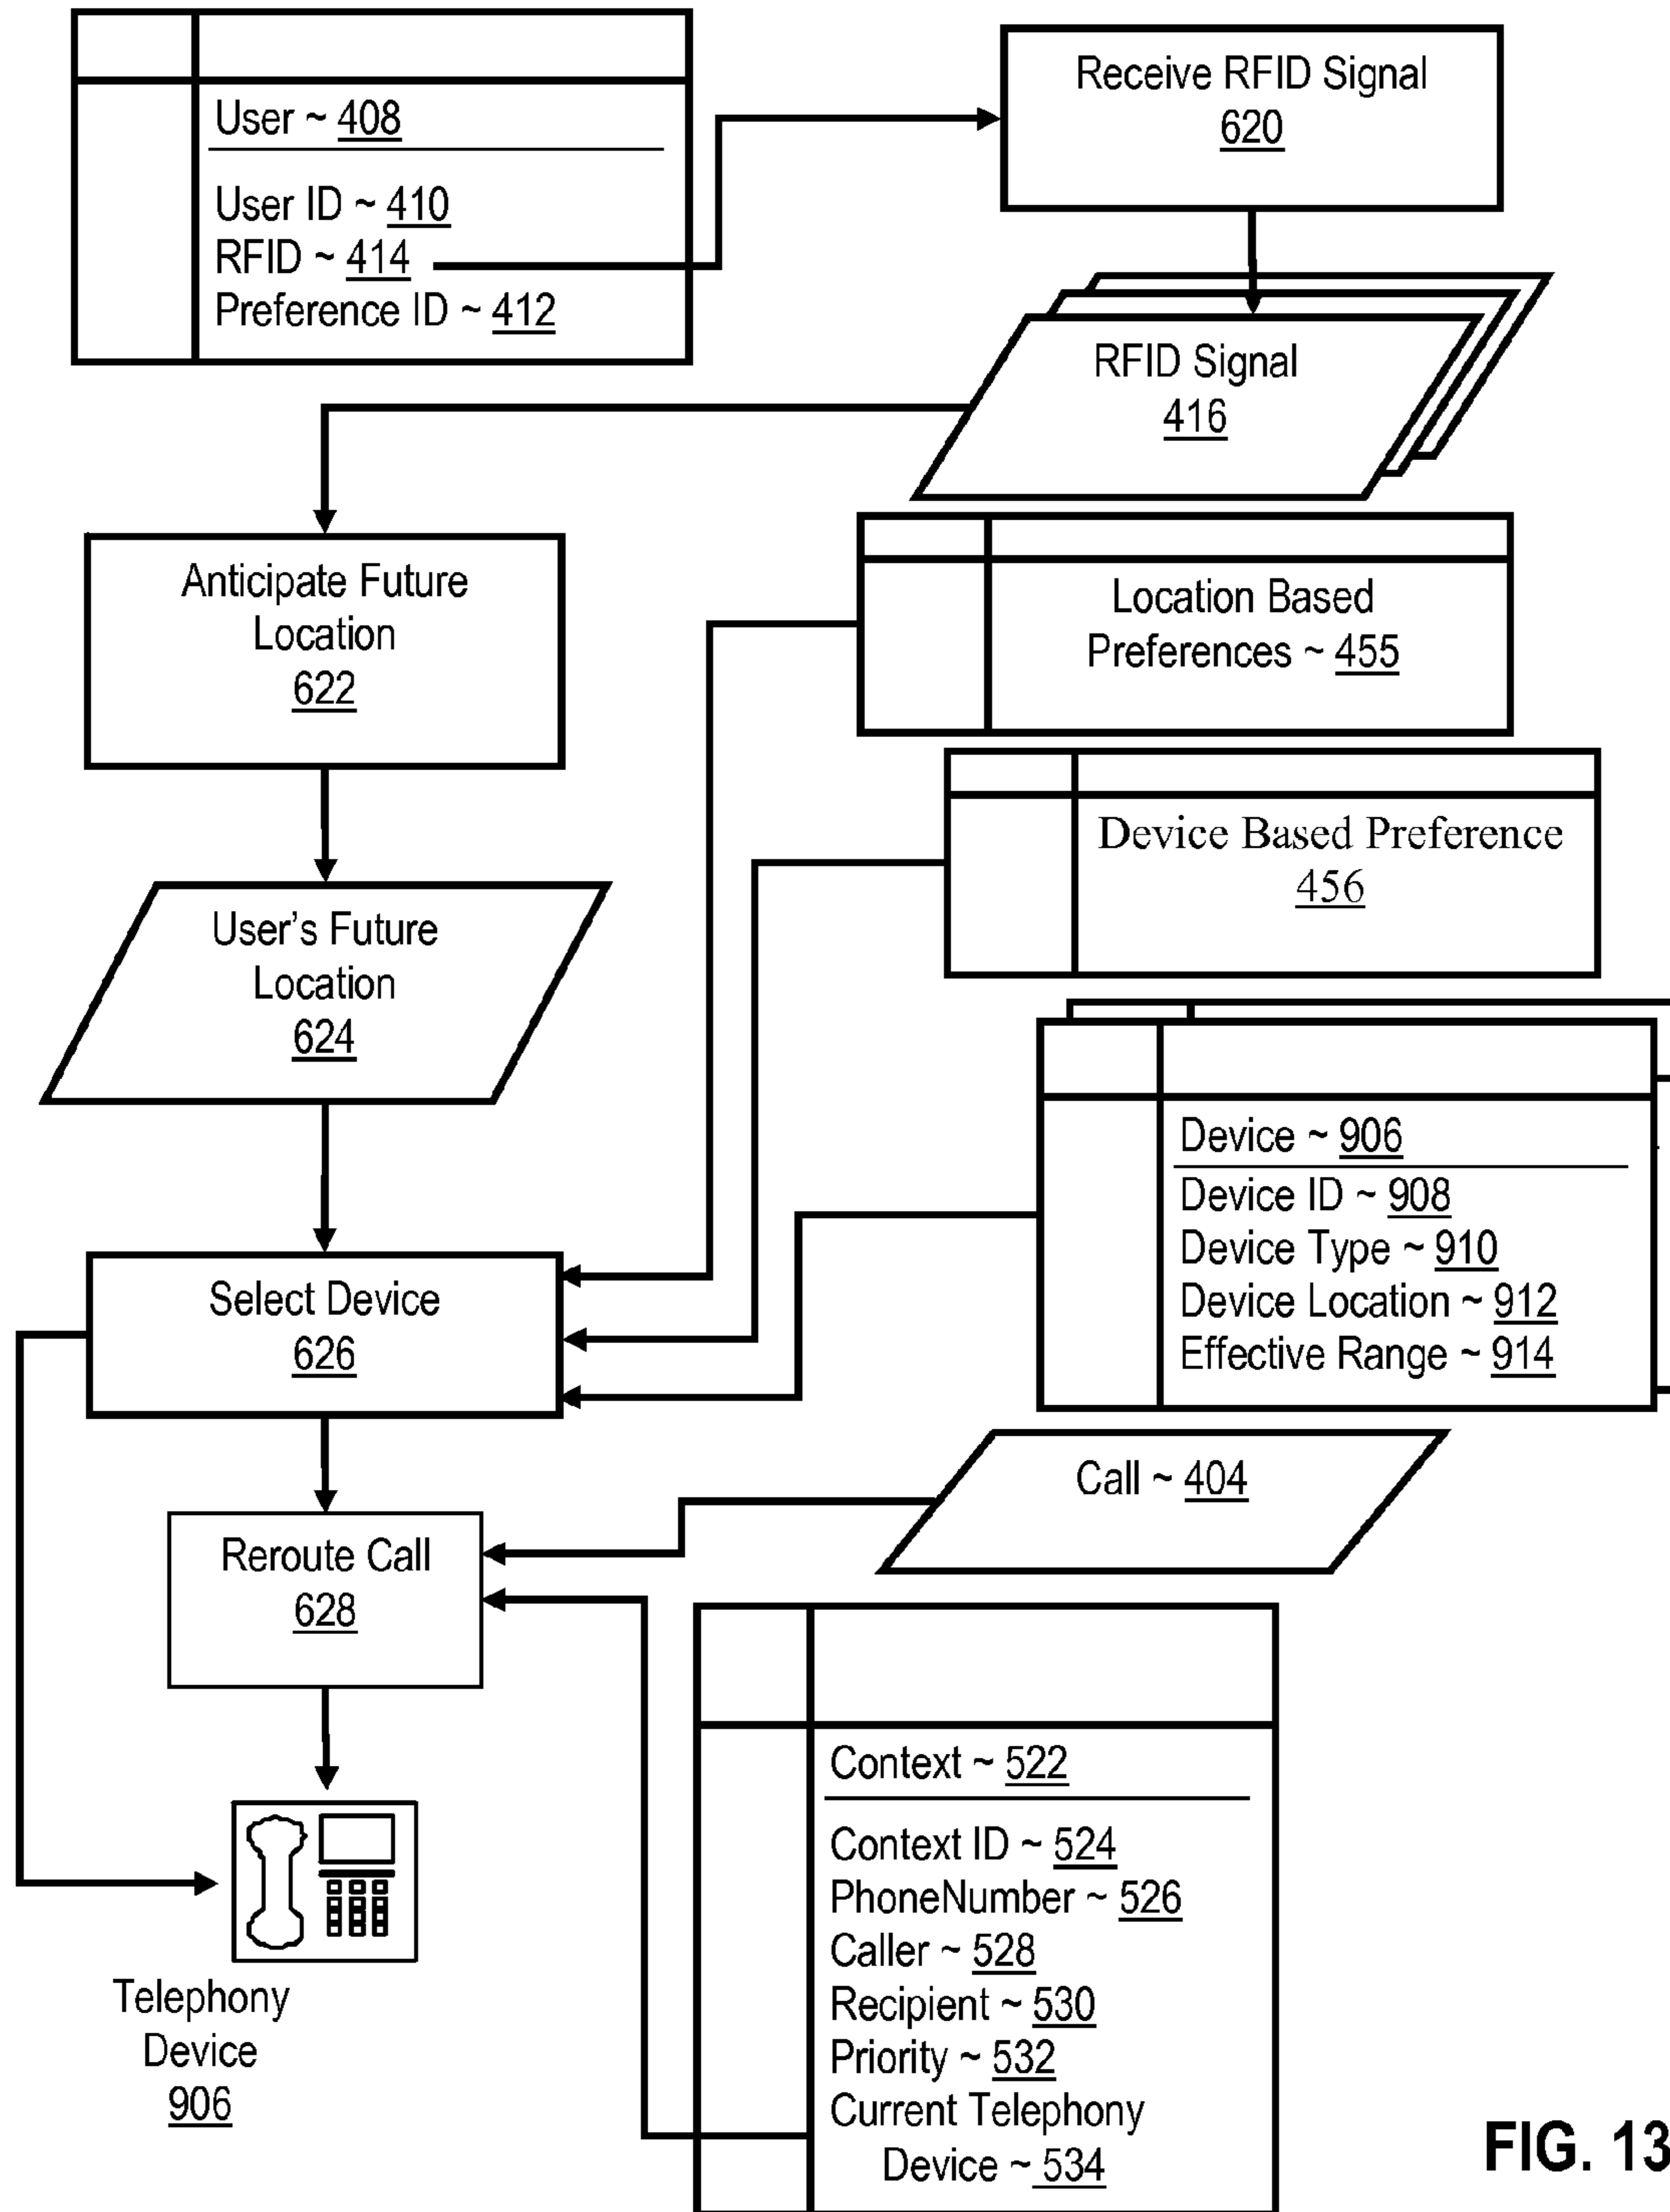 User ~ 408
User ID ~ 410
RFID ~ 414
Preference ID ~ 412
Receive RFID Signal
620
RFID Signal
416
Anticipate Future
Location
622
Location Based
Preferences ~ 455
Device Based Preference
456
User's Future
Location
624
Device ~ 906
Device ID ~ 908
Device Type ~ 910
Device Location ~ 912
Effective Range ~ 914
Select Device
626
Call ~ 404
Reroute Call
628
Context ~ 522
Context ID ~ 524
PhoneNumber ~ 526
Caller ~ 528
Recipient ~ 530
Priority ~ 532
Current Telephony
Device ~ 534
Telephony
Device
906
FIG. 13